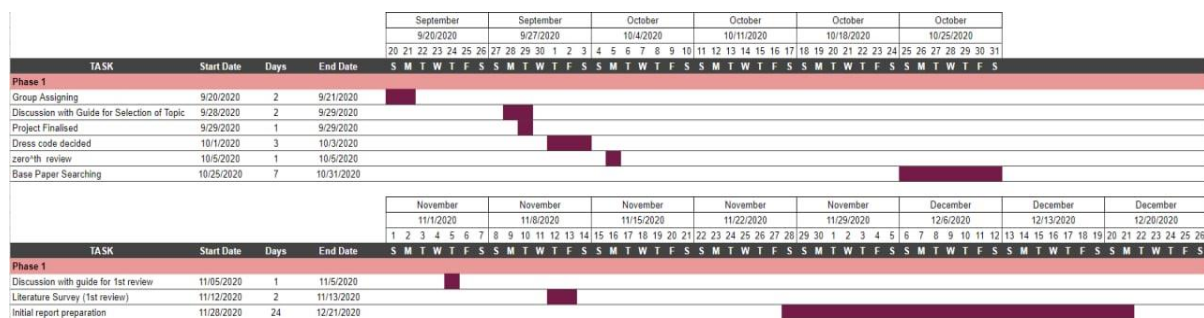 September September October October October October
9/20/2020 9/27/2020 10/4/2020 10/11/2020 10/18/2020 10/25/2020
20 21 22 23 24 25 26 27 28 29 30 1 2 3 4 5 6 7 8 9 10 11 12 13 14 15 16 17 18 19 20 21 22 23 24 25 26 27 28 29 30 31
TASK Start Date Days End Date S M T W T F S S M T W T F S S M T W T F S S M T W T F S S M T W T F S S M T W T F S
Phase 1
Group Assigning 9/20/2020 2 9/21/2020
Discussion with Guide for Selection of Topic 9/28/2020 2 9/29/2020
Project Finalised 9/29/2020 1 9/29/2020
Dress code decided 10/1/2020 3 10/3/2020
zero^th review 10/5/2020 1 10/5/2020
Base Paper Searching 10/25/2020 7 10/31/2020
November November November November November December December December
11/1/2020 11/8/2020 11/15/2020 11/22/2020 11/29/2020 12/6/2020 12/13/2020 12/20/2020
1 2 3 4 5 6 7 8 9 10 11 12 13 14 15 16 17 18 19 20 21 22 23 24 25 26 27 28 29 30 1 2 3 4 5 6 7 8 9 10 11 12 13 14 15 16 17 18 19 20 21 22 23 24 25 26
TASK Start Date Days End Date S M T W T F S S M T W T F S S M T W T F S S M T W T F S S M T W T F S S M T W T F S S M T W T F S S M T W T F S
Phase 1
Discussion with guide for 1st review 11/05/2020 1 11/5/2020
Literature Survey (1st review) 11/12/2020 2 11/13/2020
Initial report preparation 11/28/2020 24 12/21/2020